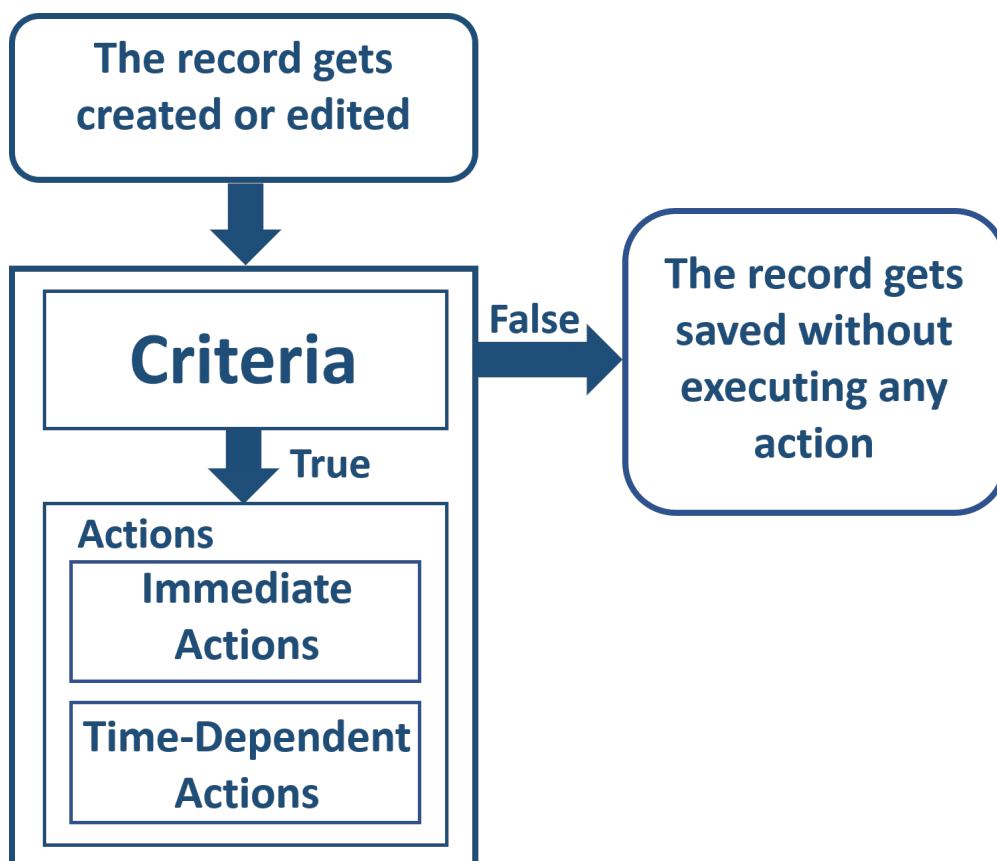 The record gets
created or edited
Criteria
False
The record gets
saved without
executing any
action
True
Actions
Immediate
Actions
Time-Dependent
Actions